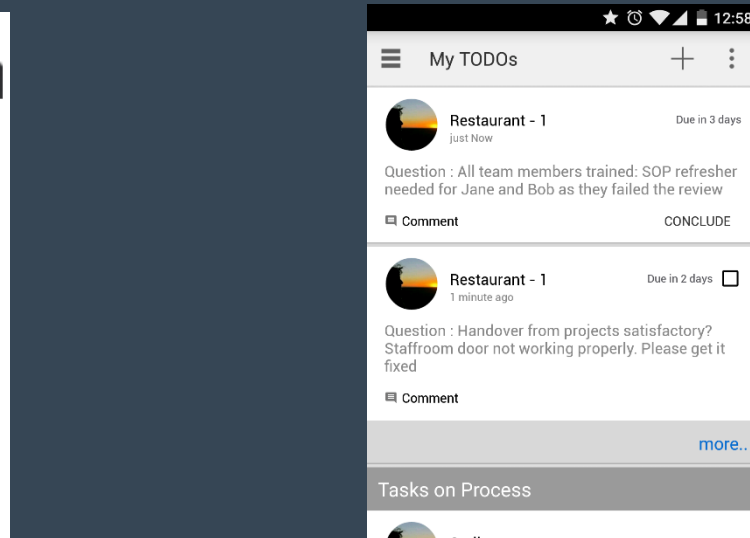 12:58
My TODOs
Restaurant - 1
Due in 3 days
just Now
Question : All team members trained: SOP refresher
needed for Jane and Bob as they failed the review
Comment
CONCLUDE
Restaurant - 1
Due in 2 days
1 minute ago
Question : Handover from projects satisfactory?
Staffroom door not working properly. Please get it
fixed
Comment
more..
Tasks on Process